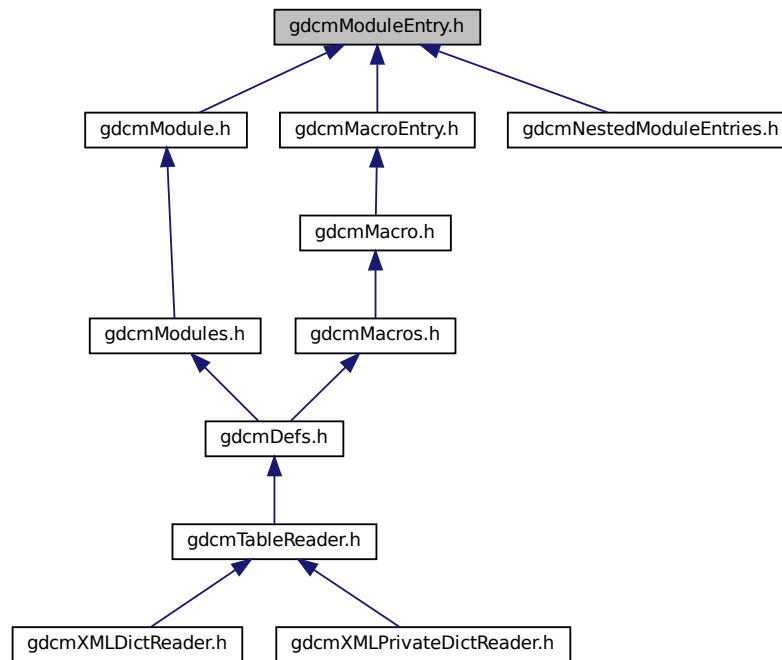 gdcmModuleEntry.h
gdcmModule.h
gdcmMacroEntry.h
gdcmNestedModuleEntries.h
gdcmMacro.h
gdcmModules.h
gdcmMacros.h
gdcmDefs.h
gdcmTableReader.h
gdcmXMLDictReader.h
gdcmXMLPrivateDictReader.h